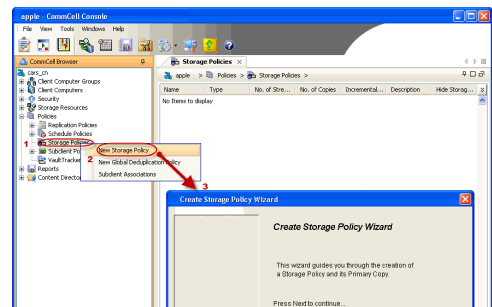 apple - CommCell Console
File View Tools Windows Help
CommCell Browser
Storage Policies
cars_cn
Client Computer Groups
Client Computers
Security
Storage Resources
Policies
Replication Policies
Schedule Policies
1 Storage Policies
Subclient Po
VaultTracker
Reports
Content Director
apple > Policies > Storage Policies >
Name Type No. of Stre... No. of Copies Incremental... Description Hide Storag...
No Items to display
New Storage Policy
2 New Global Deduplication Policy
Subclient Associations
3
Create Storage Policy Wizard
Create Storage Policy Wizard
This wizard guides you through the creation of
a Storage Policy and its Primary Copy.
Press Next to continue...